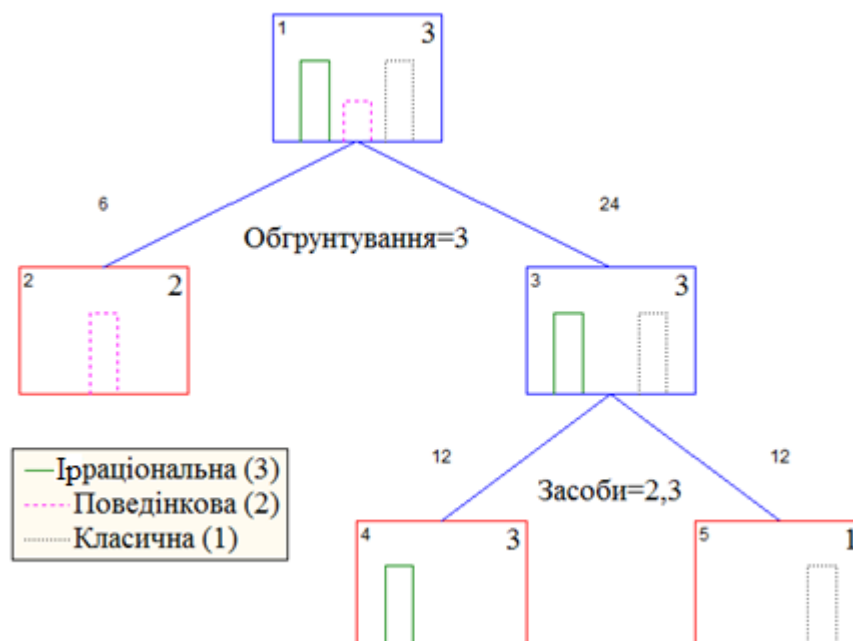 1 3
6 24
Обгрунтування=3
2 2
3 3
12 12
Засоби=2,3
Ірраціональна (3)
Поведінкова (2)
Класична (1)
4 3
5 1